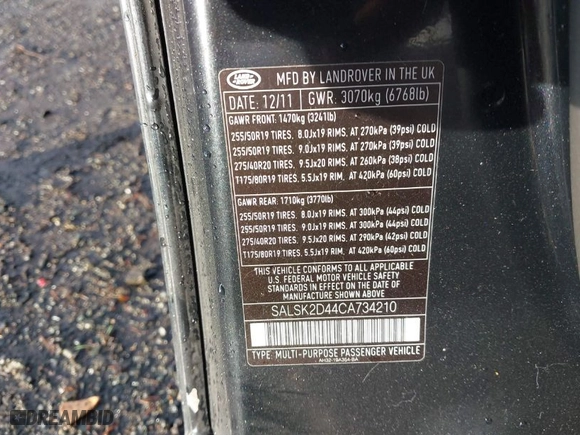 LAND ROVER
MFD BY LANDROVER IN THE UK
DATE: 12/11 GWR: 3070kg (6768lb)
GAWR FRONT: 1470kg (3241lb)
255/50R19 TIRES. 8.0Jx19 RIMS. AT 270kPa (39psi) COLD
255/50R19 TIRES. 9.0Jx19 RIMS. AT 270kPa (39psi) COLD
275/40R20 TIRES. 9.5Jx20 RIMS. AT 260kPa (38psi) COLD
T175/80R19 TIRES. 5.5Jx19 RIM. AT 420kPa (60psi) COLD
GAWR REAR: 1710kg (3770lb)
255/50R19 TIRES. 8.0Jx19 RIMS. AT 300kPa (44psi) COLD
255/50R19 TIRES. 9.0Jx19 RIMS. AT 300kPa (44psi) COLD
275/40R20 TIRES. 9.5Jx20 RIMS. AT 290kPa (42psi) COLD
T175/80R19 TIRES. 5.5Jx19 RIM. AT 420kPa (60psi) COLD
THIS VEHICLE CONFORMS TO ALL APPLICABLE
U.S. FEDERAL MOTOR VEHICLE SAFETY
STANDARDS IN EFFECT ON THE DATE OF
MANUFACTURE SHOWN ABOVE.
SALSK2D44CA734210
TYPE: MULTI-PURPOSE PASSENGER VEHICLE
AH32-19A364-BA
DREAMBID